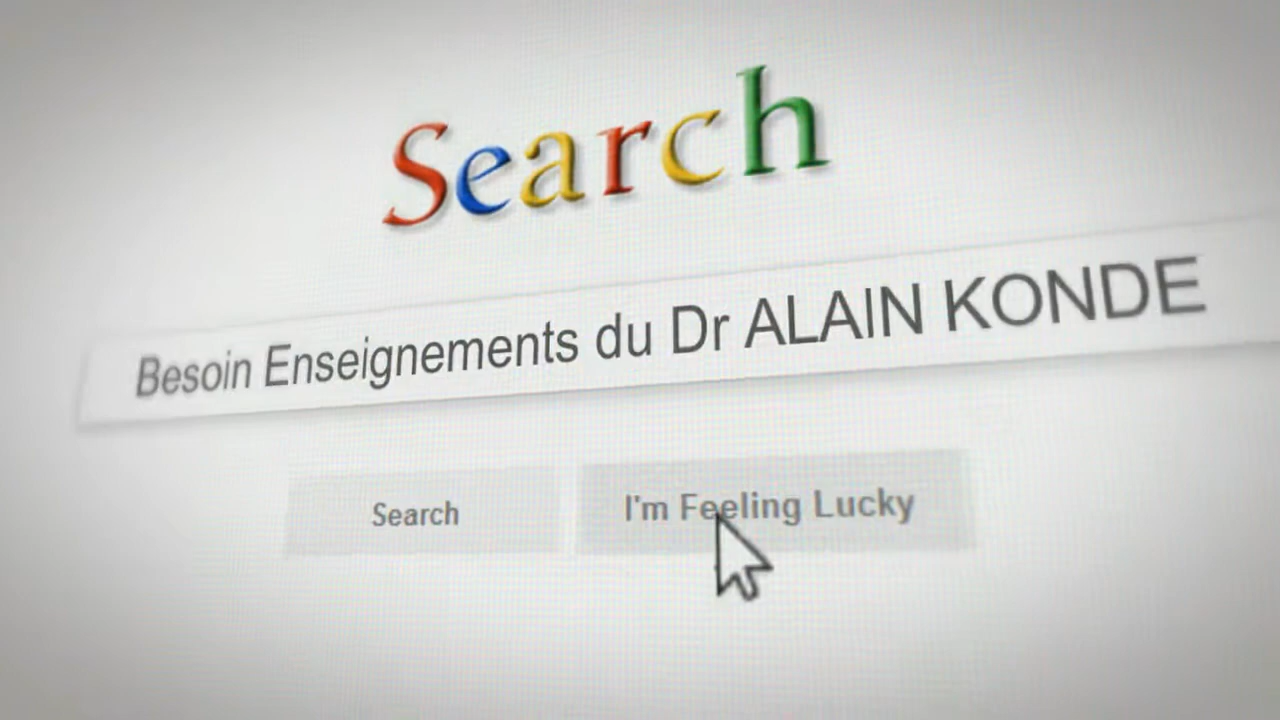 Search
Besoin Enseignements du Dr ALAIN KONDE
Search
I'm Feeling Lucky